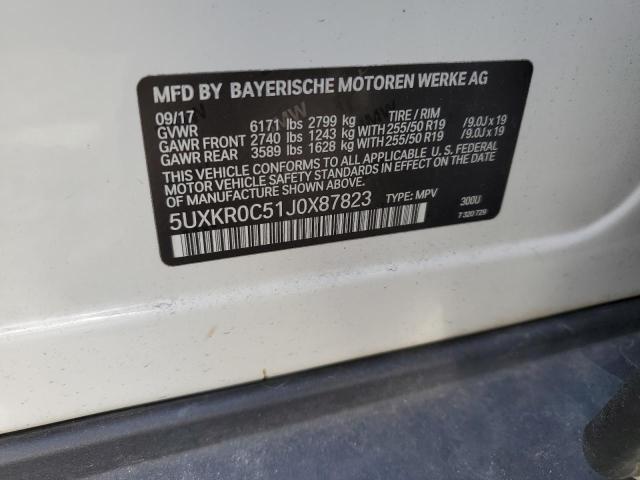 MFD BY BAYERISCHE MOTOREN WERKE AG
09/17
GVWR 6171 lbs 2799 kg TIRE / RIM
GAWR FRONT 2740 lbs 1243 kg WITH 255/50 R19 /9.0J x 19
GAWR REAR 3589 lbs 1628 kg WITH 255/50 R19 /9.0J x 19
THIS VEHICLE CONFORMS TO ALL APPLICABLE U.S. FEDERAL
MOTOR VEHICLE SAFETY STANDARDS IN EFFECT ON THE
DATE OF MANUFACTURE SHOWN ABOVE.
5UXKR0C51J0X87823 TYPE: MPV 300U
7 320 729